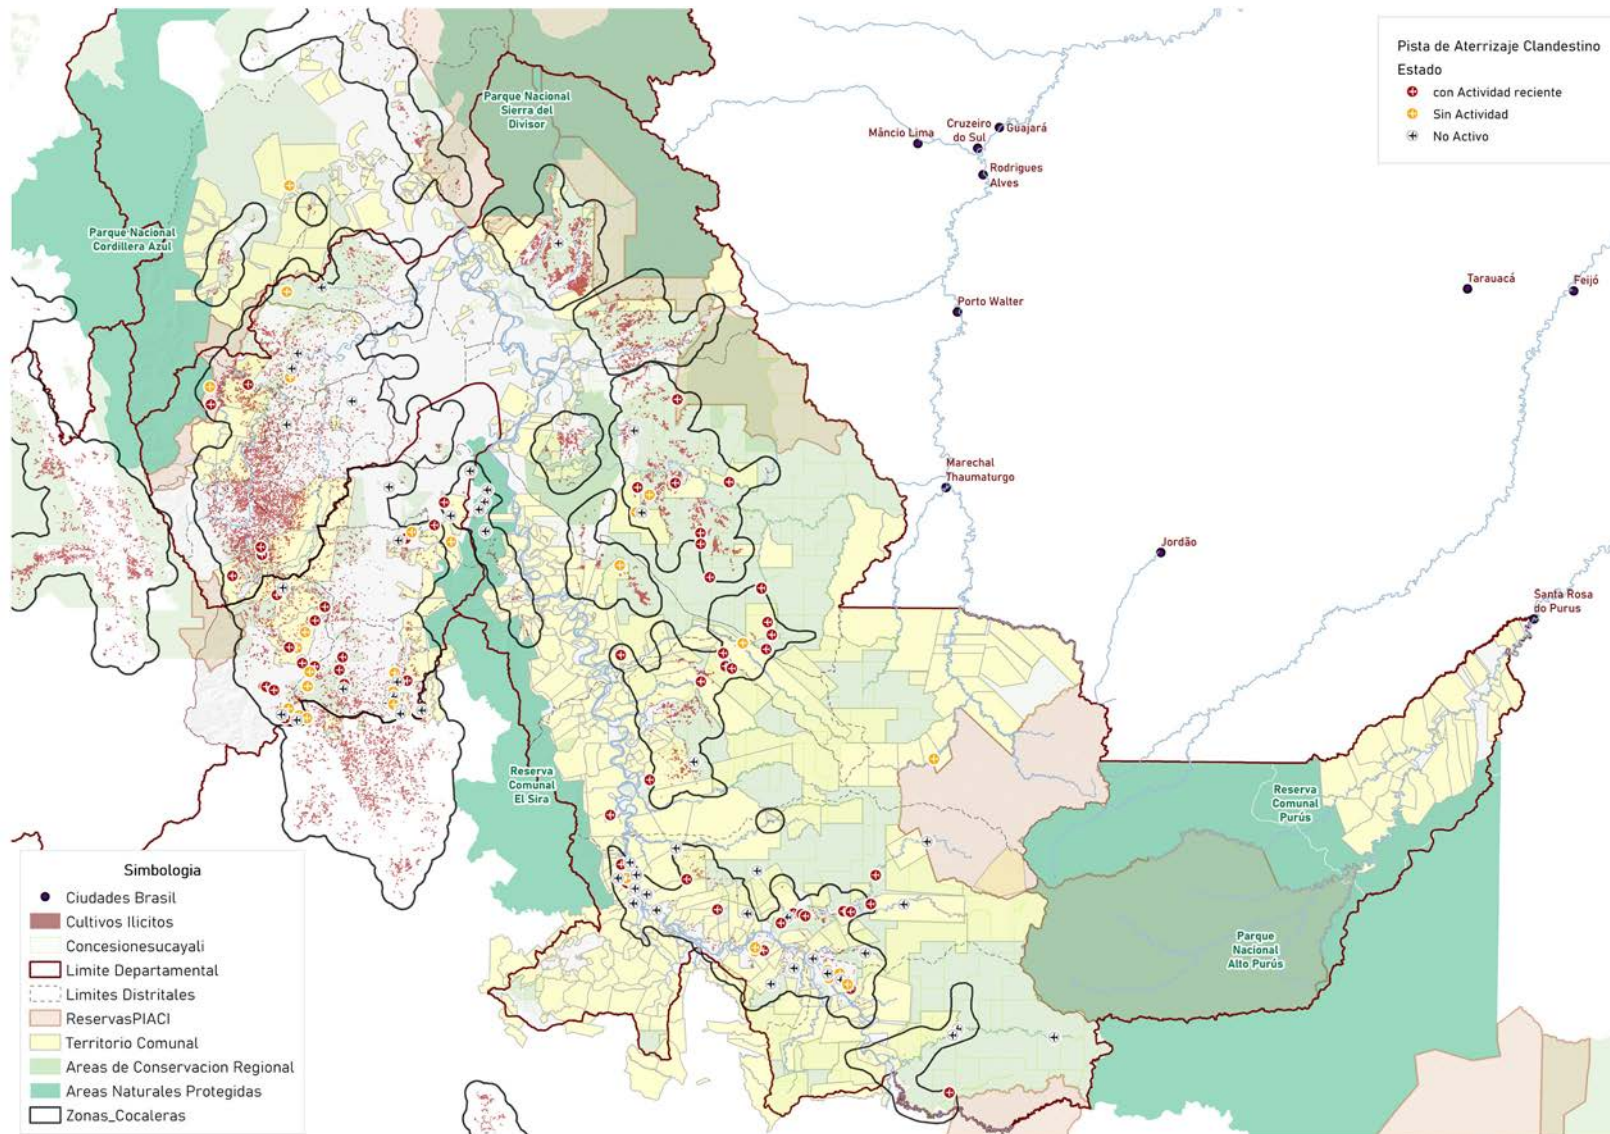 Pista de Aterrizaje Clandestino
Estado
con Actividad reciente
Sin Actividad
No Activo
Parque Nacional
Sierra del
Divisor
Mâncio Lima
Cruzeiro
do Sul
Guajará
Rodrigues
Alves
Parque Nacional
Cordillera Azul
Tarauacá
Feijó
Porto Walter
Marechal
Thaumaturgo
Jordão
Santa Rosa
do Purus
Reserva
Comunal
El Sira
Reserva
Comunal
Purús
Parque
Nacional
Alto Purús
Simbologia
Ciudades Brasil
Cultivos Ilicitos
Concesionesucayali
Limite Departamental
Limites Distritales
ReservasPIACI
Territorio Comunal
Areas de Conservacion Regional
Areas Naturales Protegidas
Zonas_Cocaleras